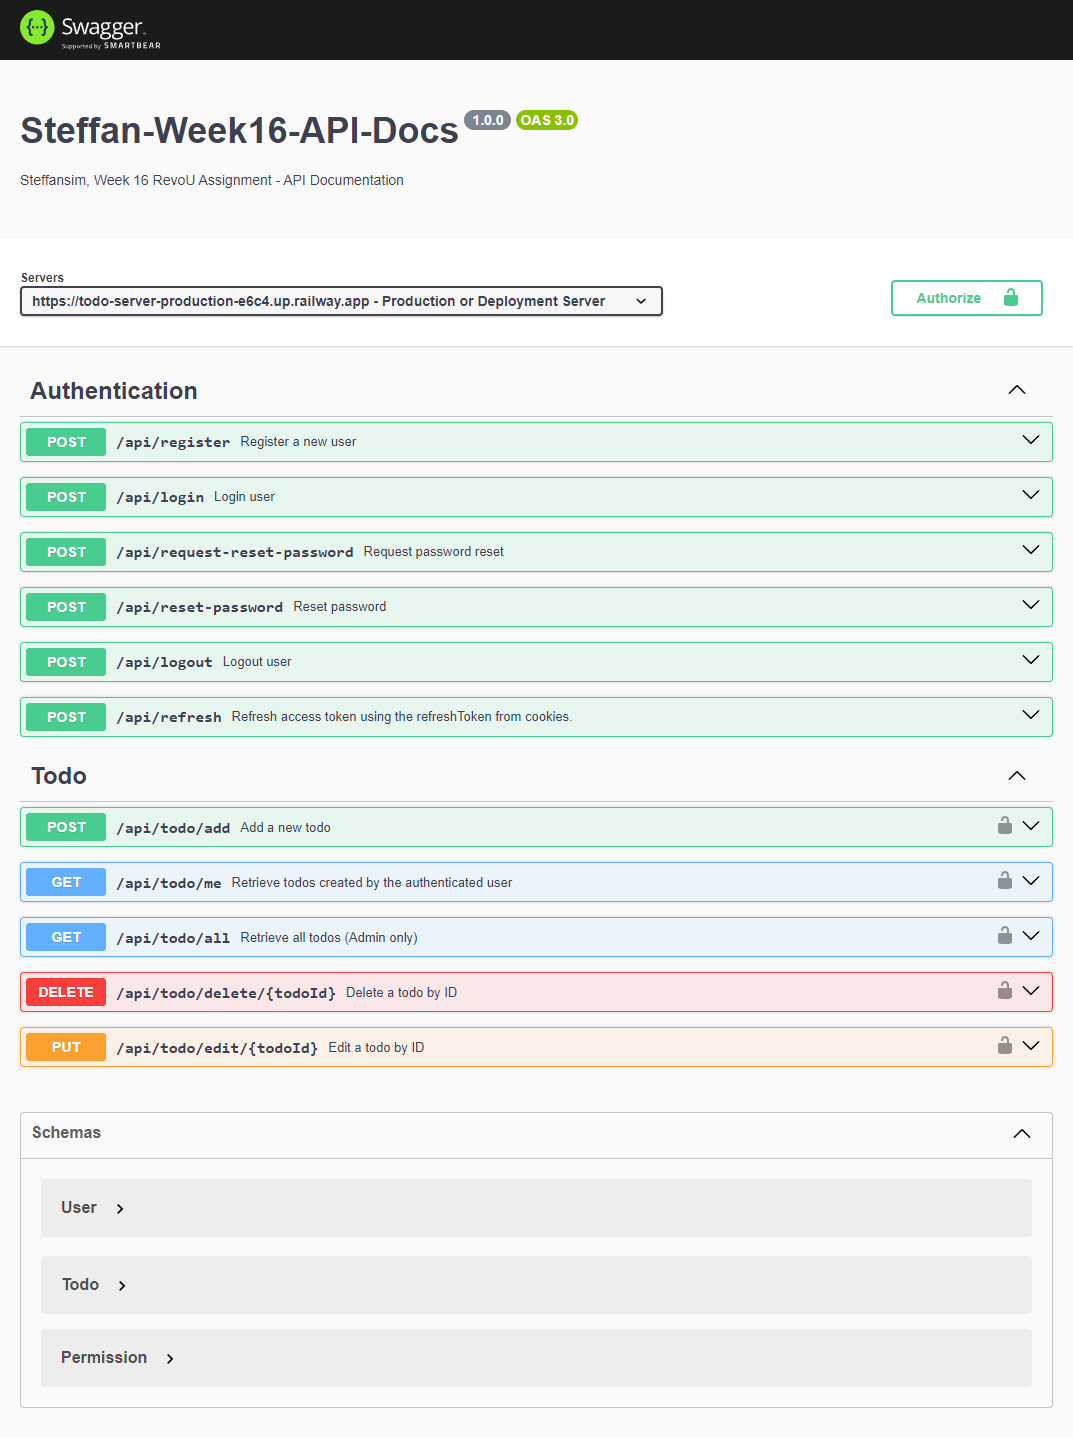 Swagger
Supported by SMARTBEAR
Steffan-Week16-API-Docs 1.0.0 OAS 3.0
Steffansim, Week 16 RevoU Assignment - API Documentation
Servers
https://todo-server-production-e6c4.up.railway.app - Production or Deployment Server
Authorize
Authentication
POST /api/register Register a new user
POST /api/login Login user
POST /api/request-reset-password Request password reset
POST /api/reset-password Reset password
POST /api/logout Logout user
POST /api/refresh Refresh access token using the refreshToken from cookies.
Todo
POST /api/todo/add Add a new todo
GET /api/todo/me Retrieve todos created by the authenticated user
GET /api/todo/all Retrieve all todos (Admin only)
DELETE /api/todo/delete/{todoId} Delete a todo by ID
PUT /api/todo/edit/{todoId} Edit a todo by ID
Schemas
User
Todo
Permission